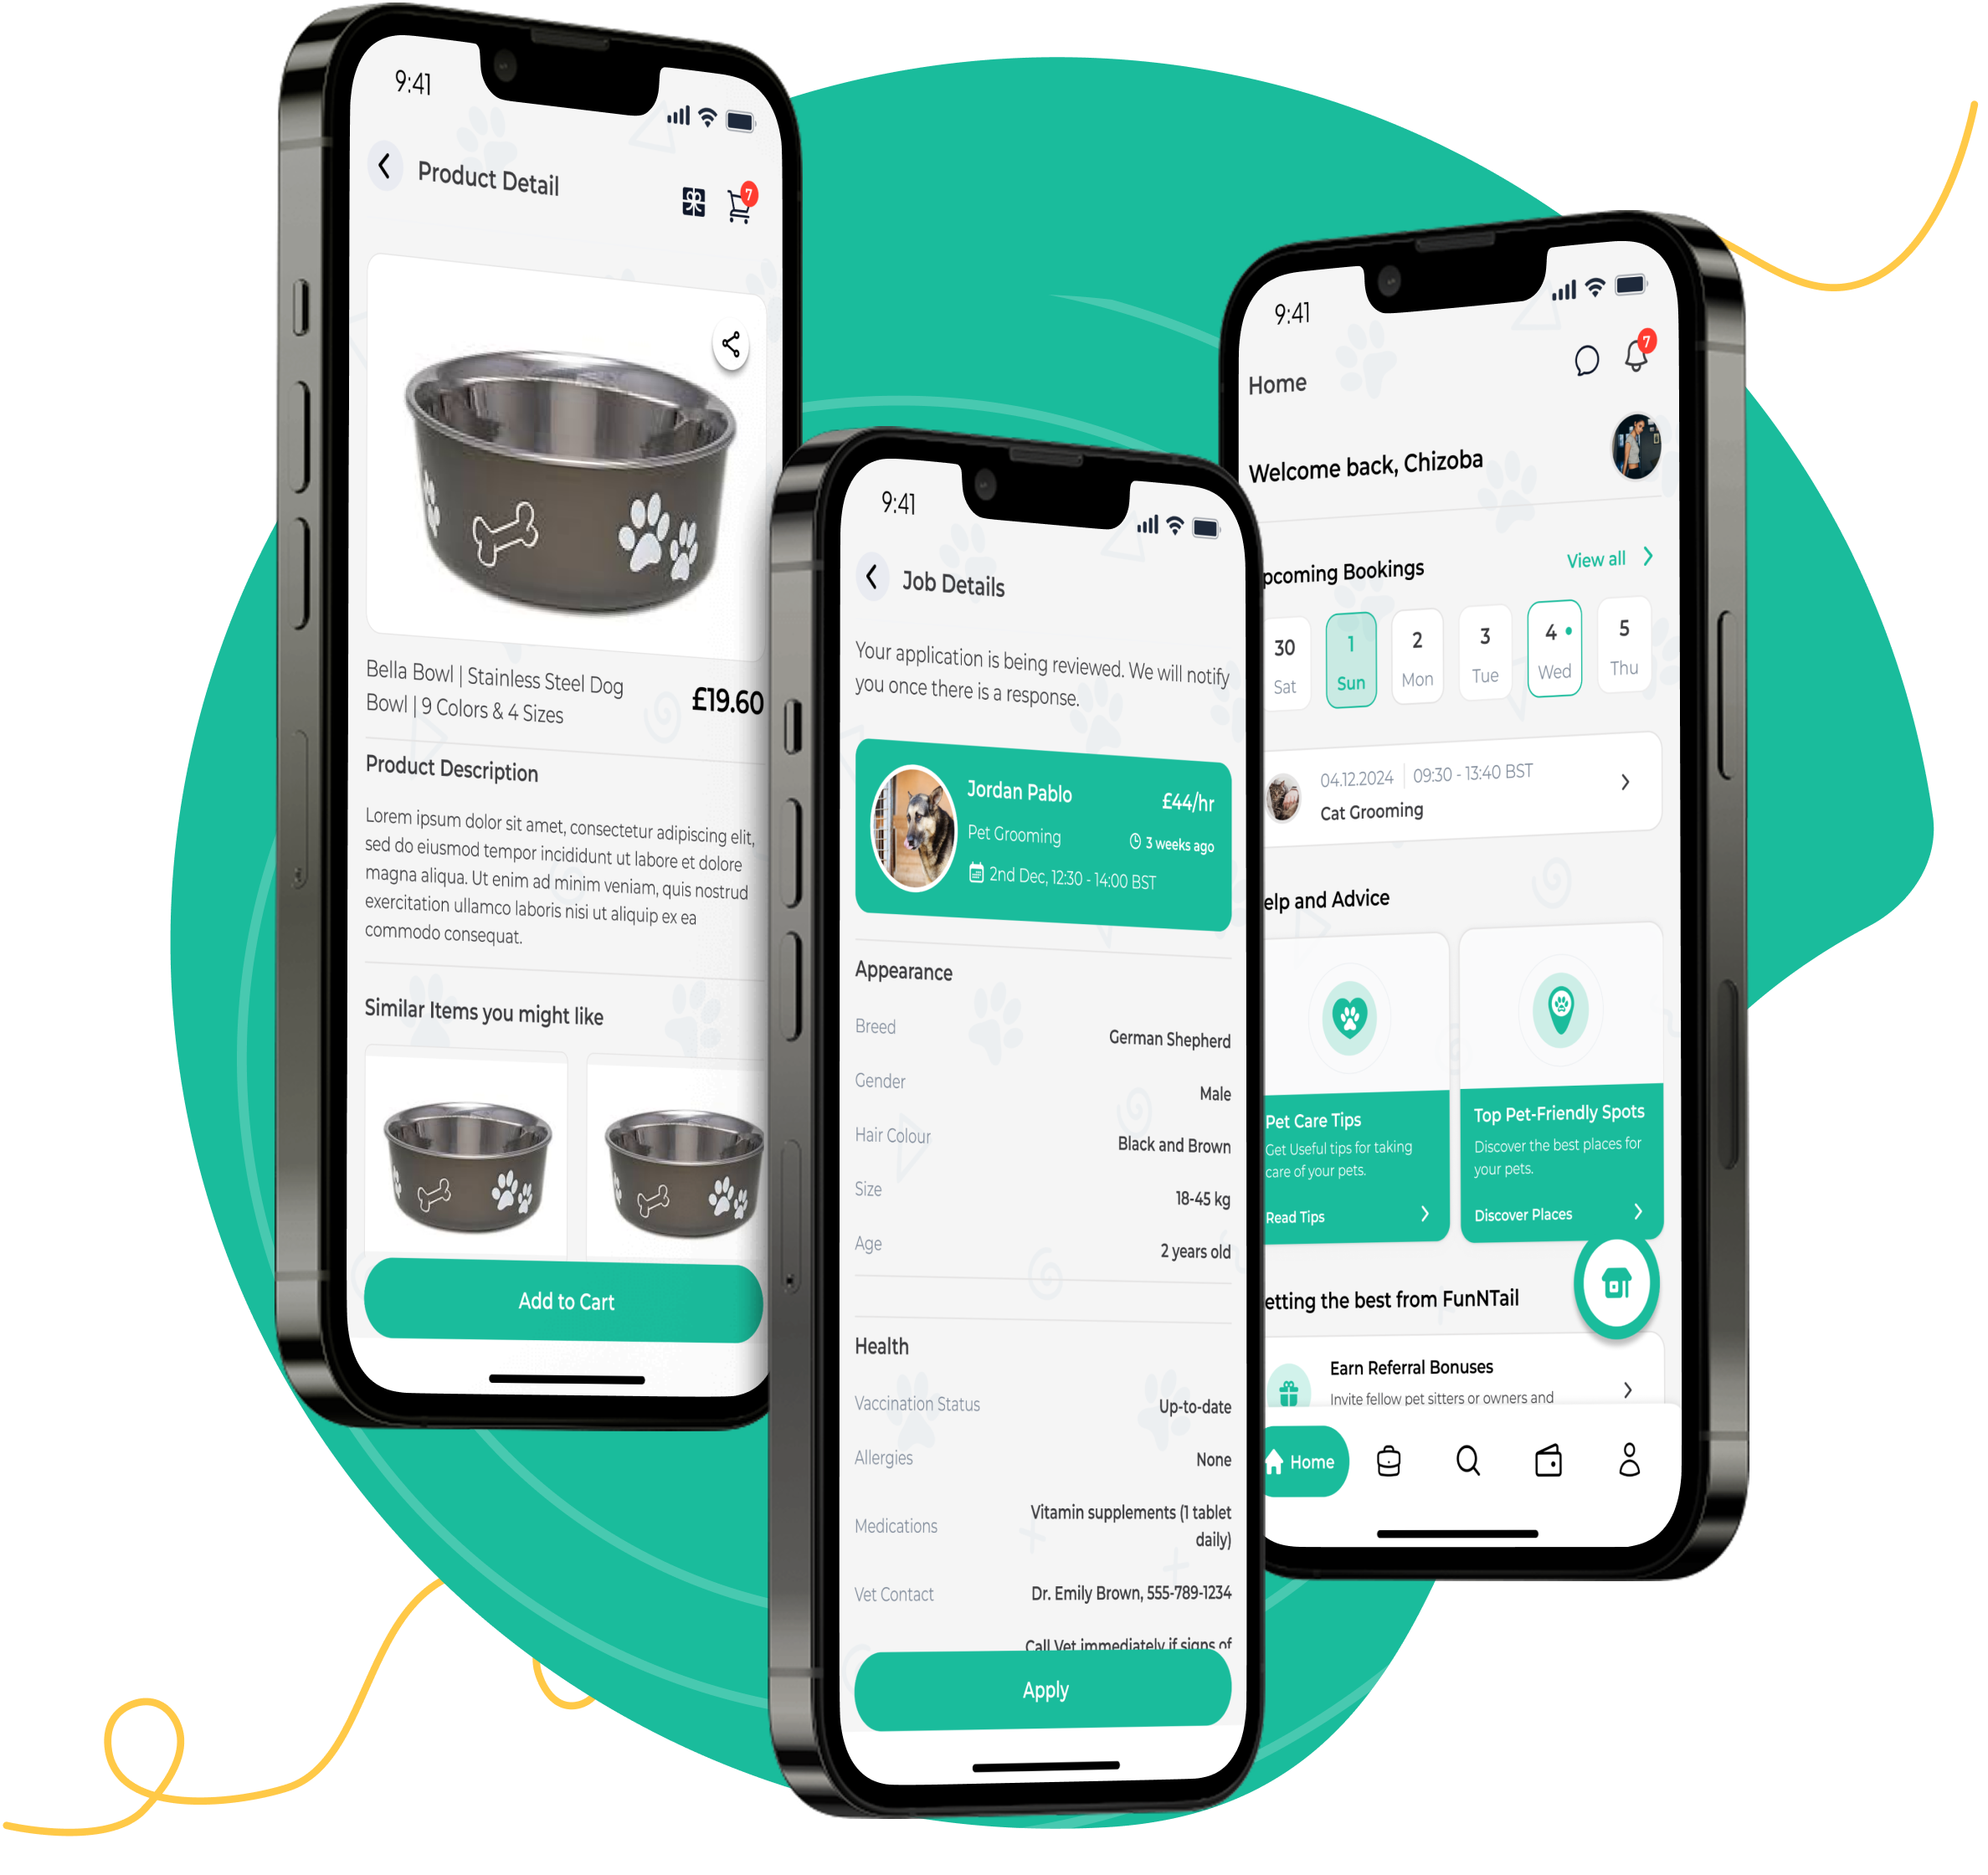 9:41
Product Detail
7
Bella Bowl | Stainless Steel Dog
Bowl | 9 Colors & 4 Sizes
£19.60
Product Description
Lorem ipsum dolor sit amet, consectetur adipiscing elit,
sed do eiusmod tempor incididunt ut labore et dolore
magna aliqua. Ut enim ad minim veniam, quis nostrud
exercitation ullamco laboris nisi ut aliquip ex ea
commodo consequat.
Similar Items you might like
Add to Cart
9:41
Job Details
Your application is being reviewed. We will notify
you once there is a response.
Jordan Pablo
£44/hr
Pet Grooming
3 weeks ago
2nd Dec, 12:30 - 14:00 BST
Appearance
Breed
German Shepherd
Gender
Male
Hair Colour
Black and Brown
Size
18-45 kg
Age
2 years old
Health
Vaccination Status
Up-to-date
Allergies
None
Medications
Vitamin supplements (1 tablet
daily)
Vet Contact
Dr. Emily Brown, 555-789-1234
Call Vet immediately if signs of
Apply
9:41
7
Home
Welcome back, Chizoba
pcoming Bookings
View all
30 1 2 3 4 5
Sat Sun Mon Tue Wed Thu
04.12.2024 | 09:30 - 13:40 BST
Cat Grooming
elp and Advice
Pet Care Tips
Get Useful tips for taking
care of your pets.
Read Tips
Top Pet-Friendly Spots
Discover the best places for
your pets.
Discover Places
etting the best from FunNTail
Earn Referral Bonuses
Invite fellow pet sitters or owners and
Home